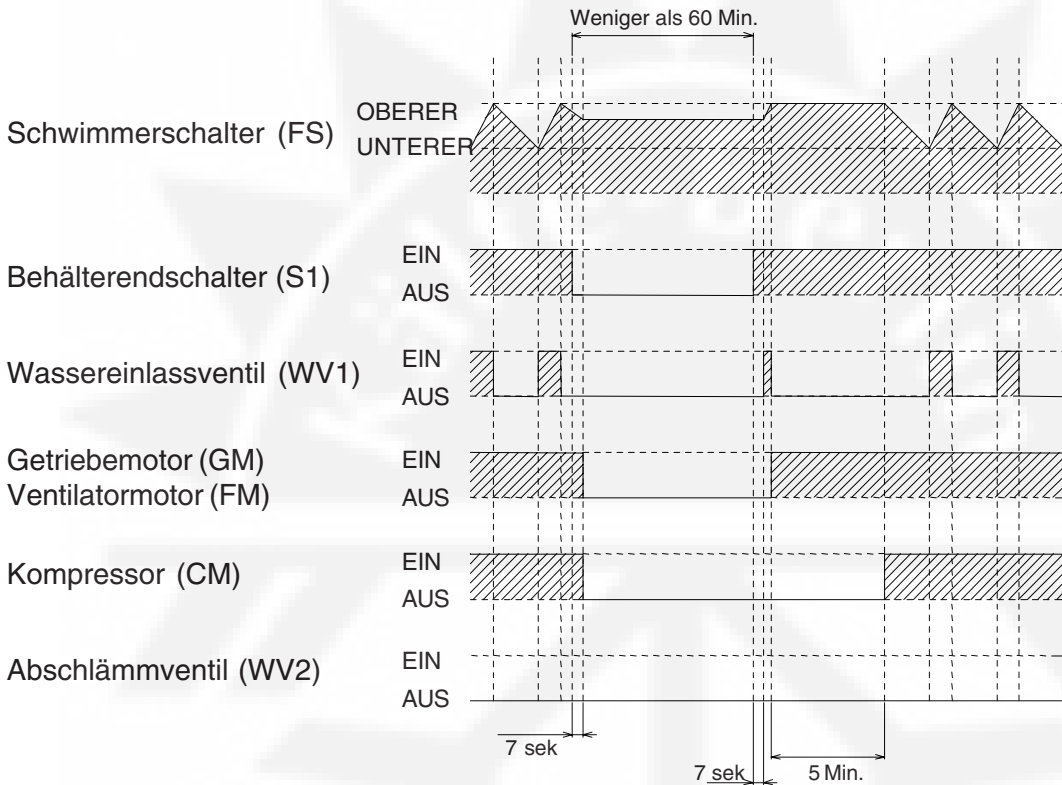 Weniger als 60 Min.
Schwimmerschalter (FS)
OBERER
UNTERER
Behälterendschalter (S1)
EIN
AUS
Wassereinlassventil (WV1)
EIN
AUS
Getriebemotor (GM)
Ventilatormotor (FM)
EIN
AUS
Kompressor (CM)
EIN
AUS
Abschlämmventil (WV2)
EIN
AUS
7 sek
7 sek
5 Min.